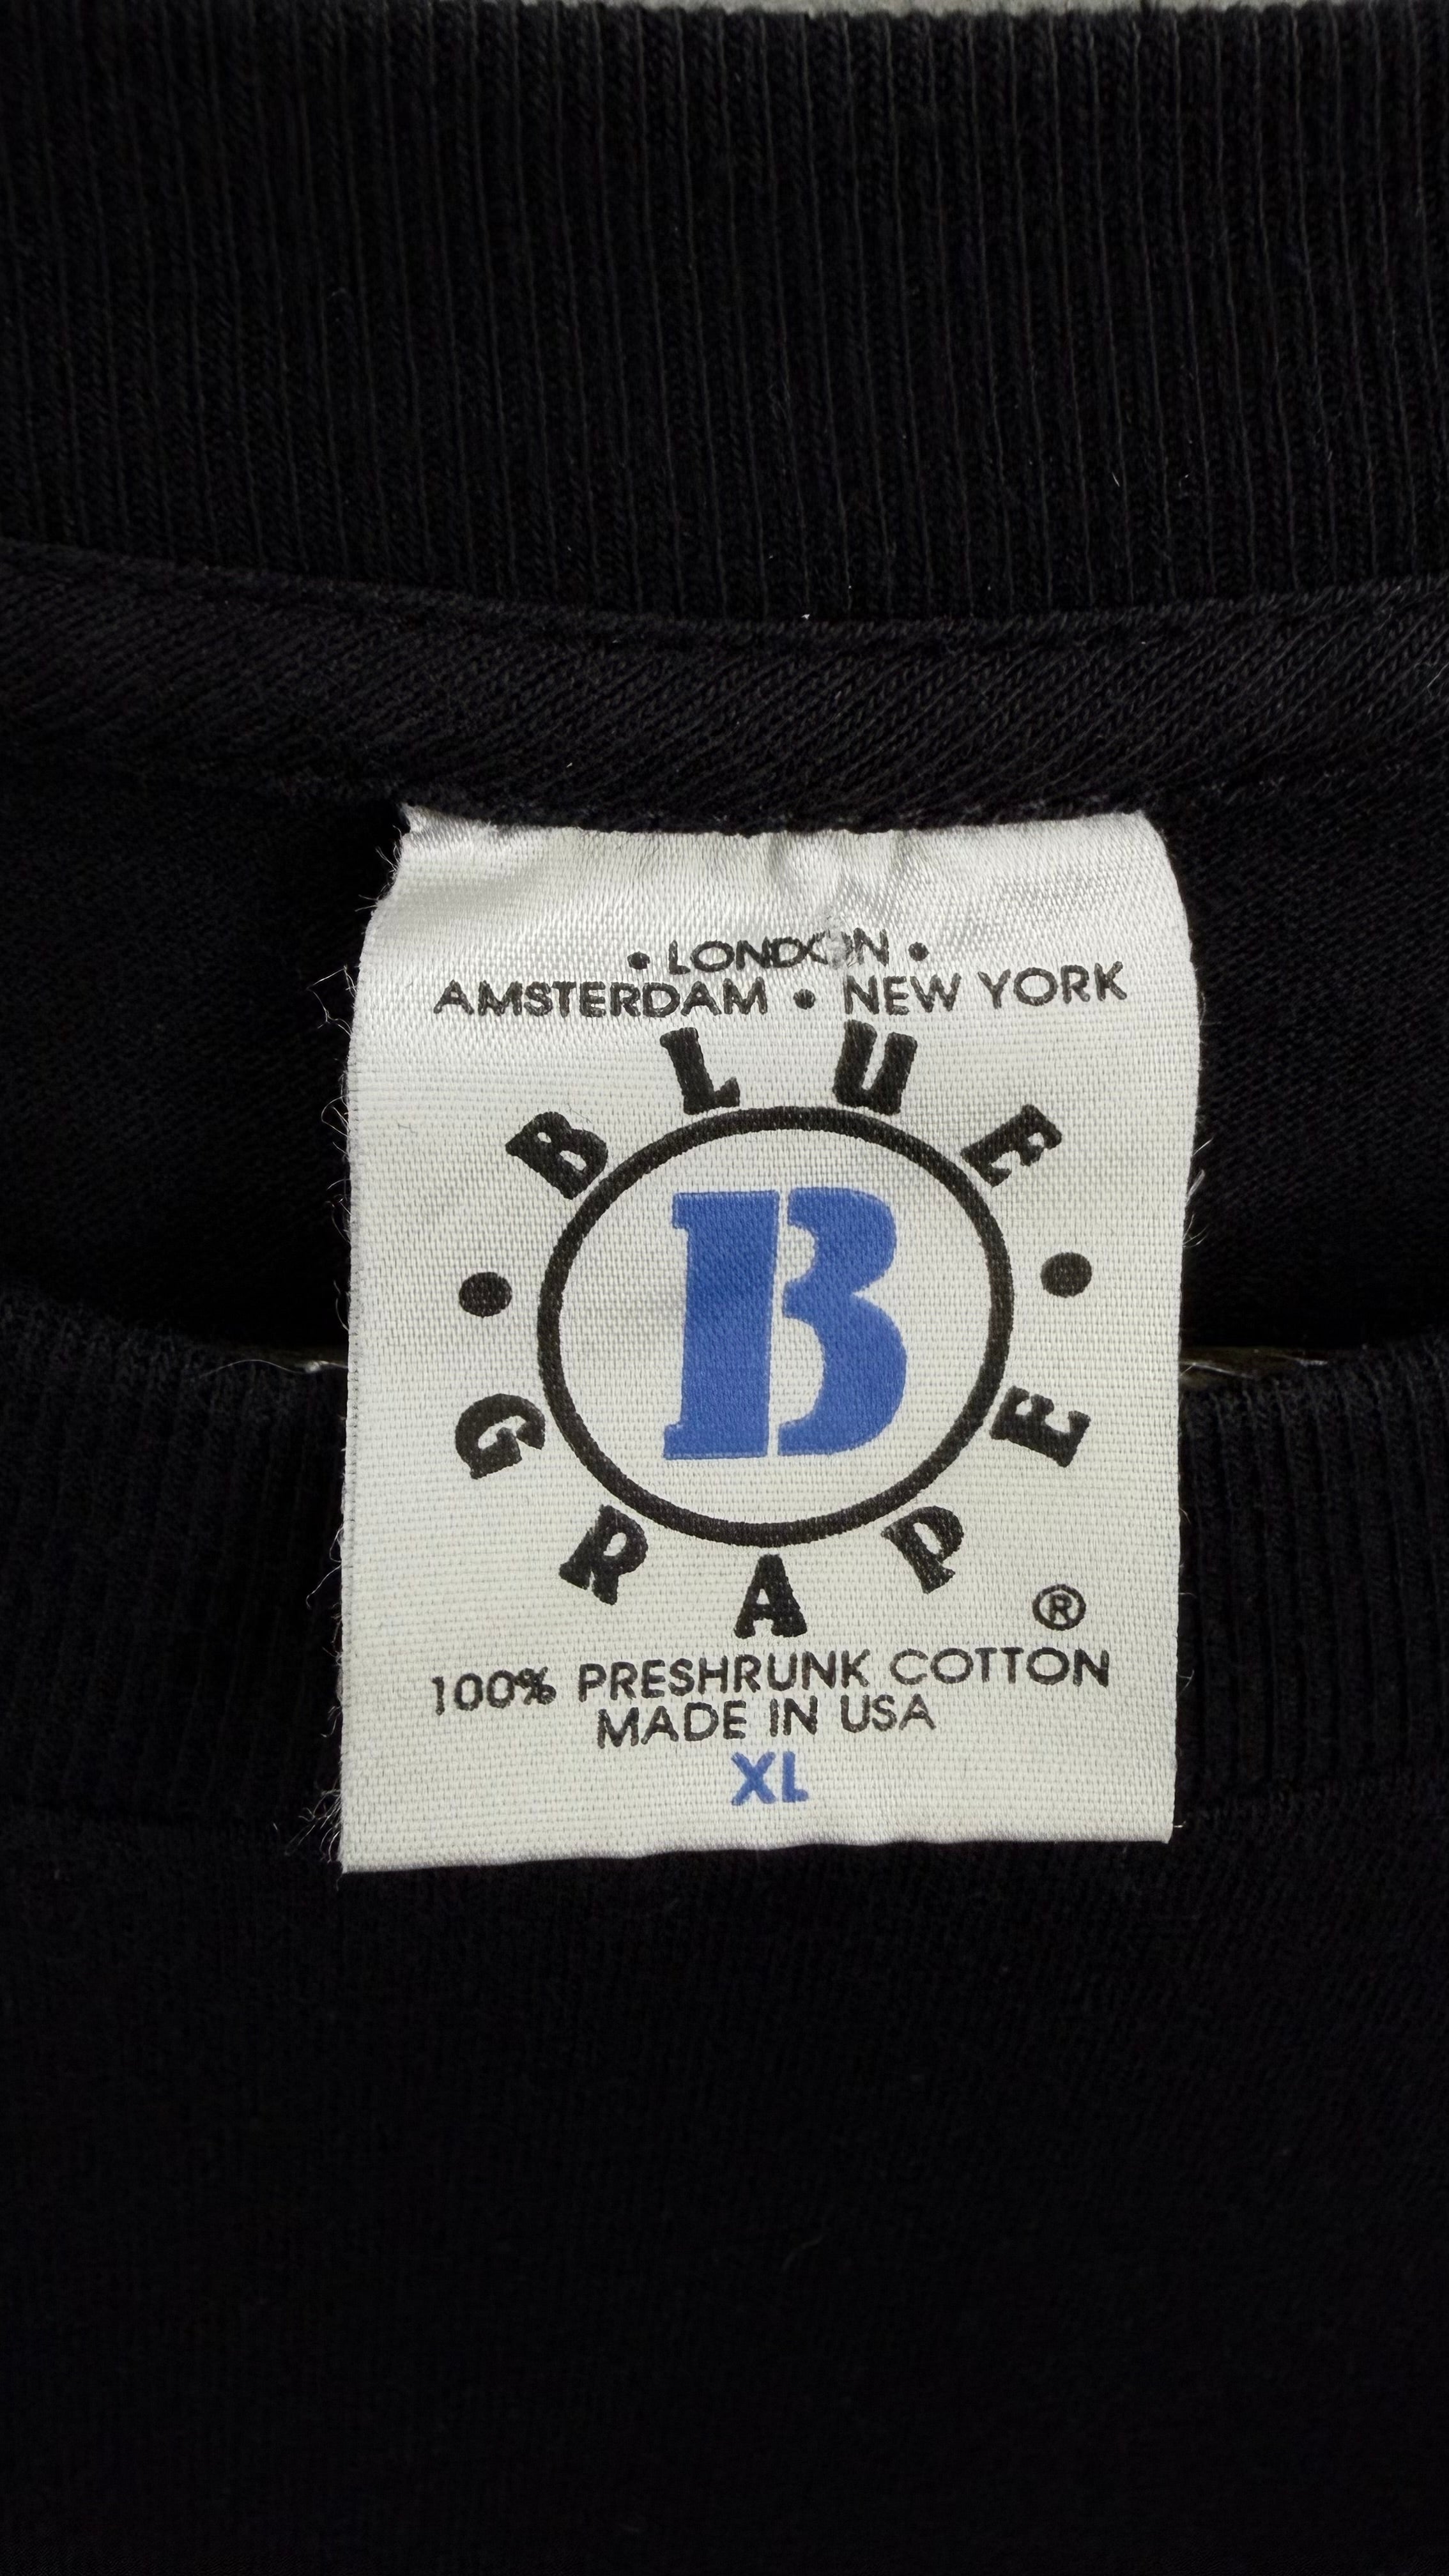 • LONDON •
AMSTERDAM • NEW YORK
BLUE
B
• •
GRAPE
®
100% PRESHRUNK COTTON
MADE IN USA
XL